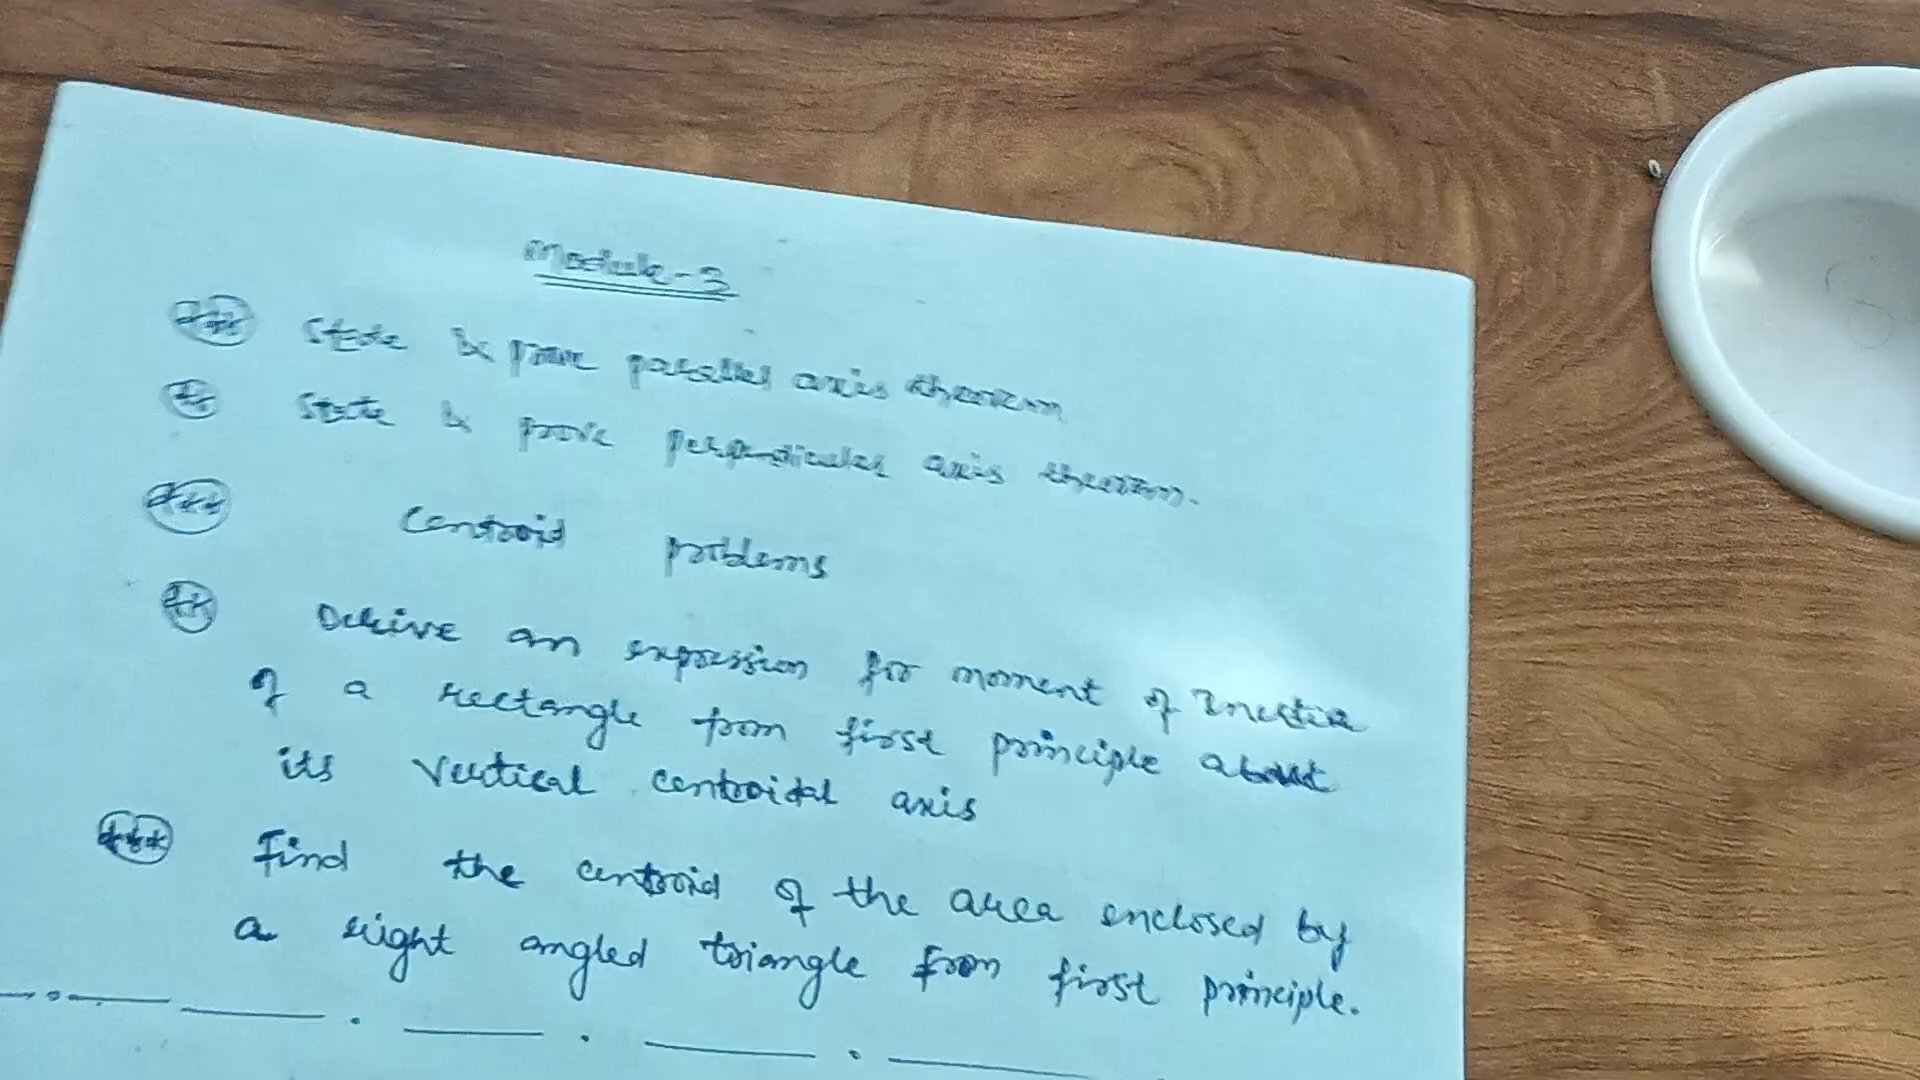 Module-3
*** State & prove parallel axis theorem
** State & prove perpendicular axis theorem.
*** Centroid problems
** Derive an expression for moment of Inertia
of a rectangle from first principle about
its vertical centroidal axis
*** Find the centroid of the area enclosed by
a right angled triangle from first principle.